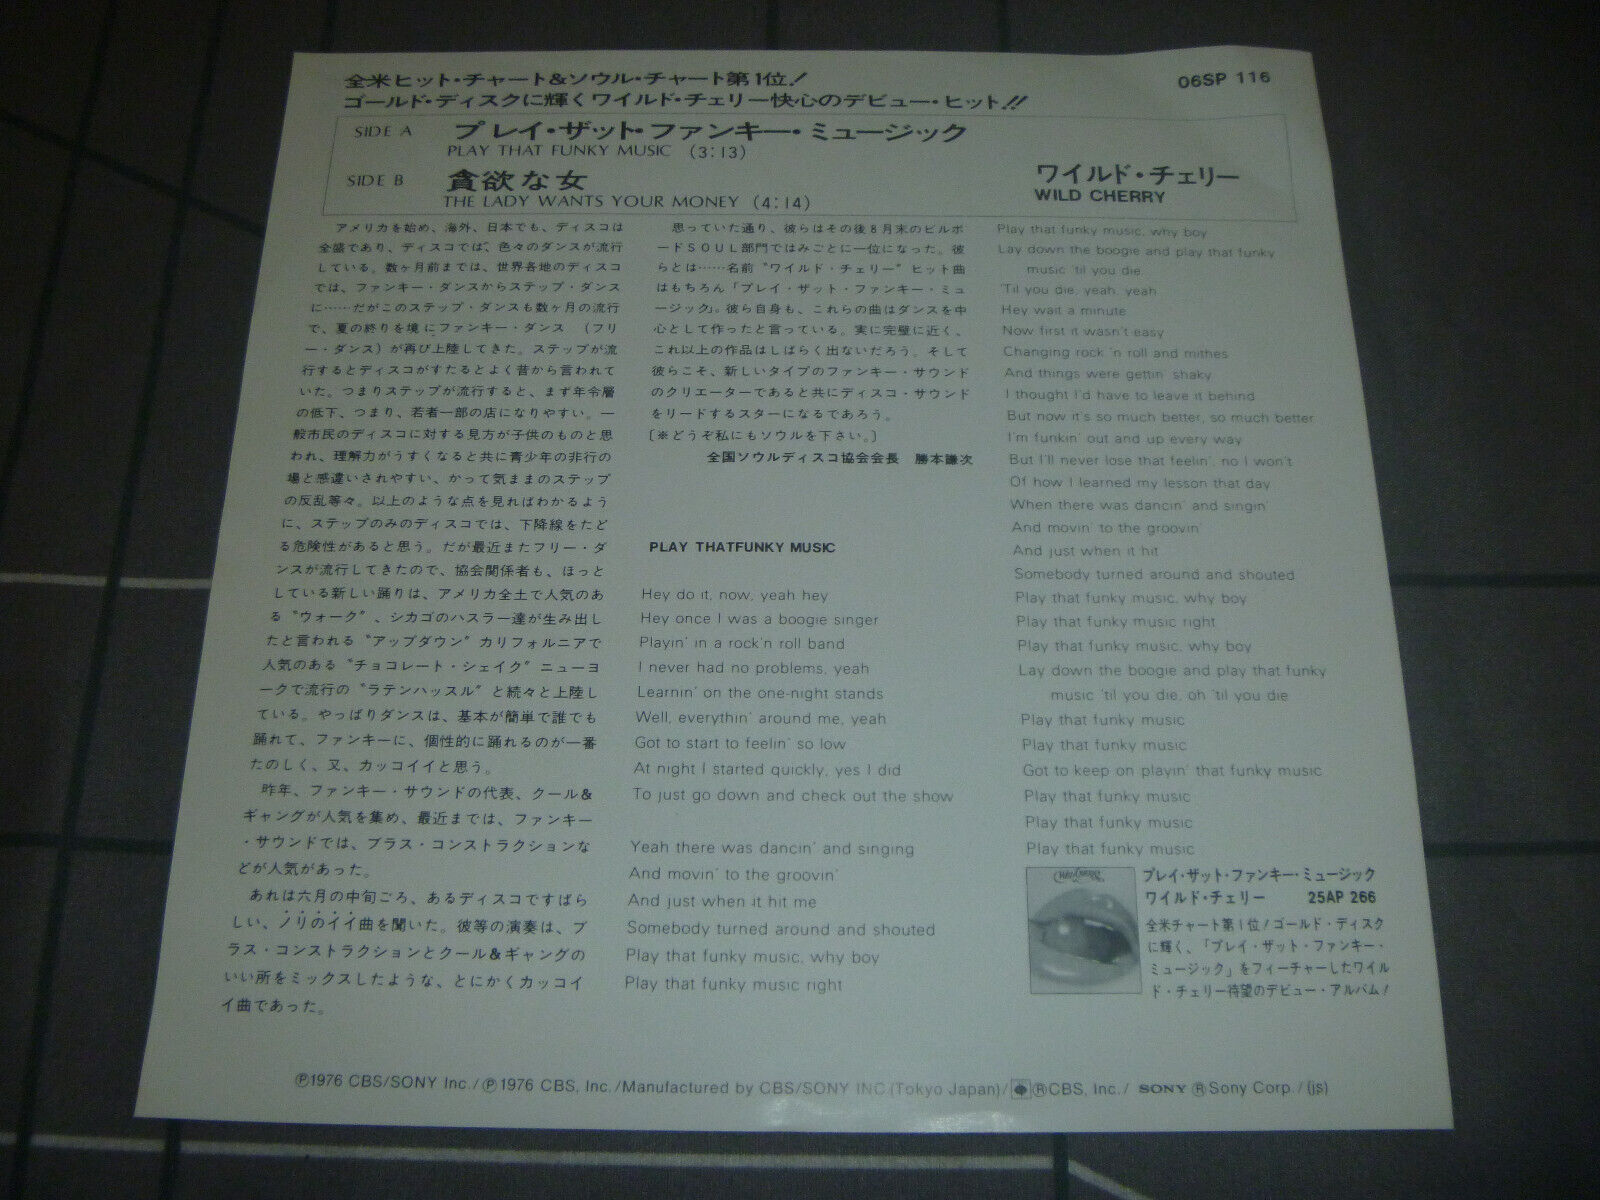 全米ヒット・チャート&ソウル・チャート第1位!
ゴールド・ディスクに輝くワイルド・チェリー快心のデビュー・ヒット!!
06SP 116
SIDE A プレイ・ザット・ファンキー・ミュージック
PLAY THAT FUNKY MUSIC (3:13)
SIDE B 貪欲な女
THE LADY WANTS YOUR MONEY (4:14)
ワイルド・チェリー
WILD CHERRY
アメリカを始め、海外、日本でも、ディスコは
全盛であり、ディスコでは、色々のダンスが流行
している。数ヶ月前までは、世界各地のディスコ
では、ファンキー・ダンスからステップ・ダンス
に……だがこのステップ・ダンスも数ヶ月の流行
で、夏の終りを境にファンキー・ダンス (フリ
ー・ダンス)が再び上陸してきた。ステップが流
行するとディスコがすたるとよく昔から言われて
いた。つまりステップが流行すると、まず年令層
の低下、つまり、若者一部の店になりやすい。一
般市民のディスコに対する見方が子供のものと思
われ、理解力がうすくなると共に青少年の非行の
場と感違いされやすい、かって気ままのステップ
の反乱等々。以上のような点を見ればわかるよう
に、ステップのみのディスコでは、下降線をたど
る危険性があると思う。だが最近またフリー・ダ
ンスが流行してきたので、協会関係者も、ほっと
している新しい踊りは、アメリカ全土で人気のあ
る〝ウォーク〞、シカゴのハスラー達が生み出し
たと言われる〝アップダウン〞カリフォルニアで
人気のある〝チョコレート・シェイク〞ニューヨ
ークで流行の〝ラテンハッスル〞と続々と上陸し
ている。やっぱりダンスは、基本が簡単で誰でも
踊れて、ファンキーに、個性的に踊れるのが一番
たのしく、又、カッコイイと思う。
昨年、ファンキー・サウンドの代表、クール&
ギャングが人気を集め、最近までは、ファンキー
・サウンドでは、ブラス・コンストラクションな
どが人気があった。
あれは六月の中旬ごろ、あるディスコですばら
しい、ノリのイイ曲を聞いた。彼等の演奏は、ブ
ラス・コンストラクションとクール&ギャングの
いい所をミックスしたような、とにかくカッコイ
イ曲であった。
思っていた通り、彼らはその後8月末のビルボ
ードSOUL部門ではみごとに一位になった。彼
らとは……名前〝ワイルド・チェリー〞ヒット曲
はもちろん「プレイ・ザット・ファンキー・ミュ
ージック」。彼ら自身も、これらの曲はダンスを中
心として作ったと言っている。実に完璧に近く、
これ以上の作品はしばらく出ないだろう。そして
彼らこそ、新しいタイプのファンキー・サウンド
のクリエーターであると共にディスコ・サウンド
をリードするスターになるであろう。
〔※どうぞ私にもソウルを下さい。〕
全国ソウルディスコ協会会長 勝本謙次
PLAY THATFUNKY MUSIC
Hey do it, now, yeah hey
Hey once I was a boogie singer
Playin' in a rock'n roll band
I never had no problems, yeah
Learnin' on the one-night stands
Well, everythin' around me, yeah
Got to start to feelin' so low
At night I started quickly, yes I did
To just go down and check out the show
Yeah there was dancin' and singing
And movin' to the groovin'
And just when it hit me
Somebody turned around and shouted
Play that funky music, why boy
Play that funky music right
Play that funky music, why boy
Lay down the boogie and play that funky
music 'til you die
'Til you die, yeah, yeah
Hey wait a minute
Now first it wasn't easy
Changing rock 'n roll and mithes
And things were gettin' shaky
I thought I'd have to leave it behind
But now it's so much better, so much better
I'm funkin' out and up every way
But I'll never lose that feelin', no I won't
Of how I learned my lesson that day
When there was dancin' and singin'
And movin' to the groovin'
And just when it hit
Somebody turned around and shouted
Play that funky music, why boy
Play that funky music right
Play that funky music, why boy
Lay down the boogie and play that funky
music 'til you die, oh 'til you die
Play that funky music
Play that funky music
Got to keep on playin' that funky music
Play that funky music
Play that funky music
Play that funky music
プレイ・ザット・ファンキー・ミュージック
ワイルド・チェリー 25AP 266
全米チャート第1位!ゴールド・ディスク
に輝く、「プレイ・ザット・ファンキー・
ミュージック」をフィーチャーしたワイル
ド・チェリー待望のデビュー・アルバム!
Ⓟ1976 CBS/SONY Inc./Ⓟ1976 CBS, Inc./Manufactured by CBS/SONY INC.(Tokyo Japan)/ ®CBS, Inc./ SONY ®Sony Corp./(js)